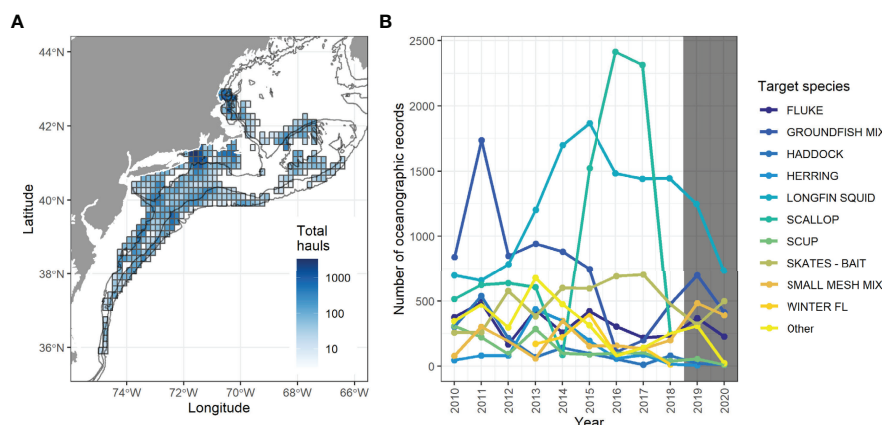 A
44°N
42°N
40°N
38°N
36°N
Latitude
74°W
72°W
70°W
68°W
66°W
Longitude
Total
hauls
1000
100
10
B
2500
2000
1500
1000
500
0
Number of oceanographic records
2010
2011
2012
2013
2014
2015
2016
2017
2018
2019
2020
Year
Target species
FLUKE
GROUNDFISH MIX
HADDOCK
HERRING
LONGFIN SQUID
SCALLOP
SCUP
SKATES - BAIT
SMALL MESH MIX
WINTER FL
Other